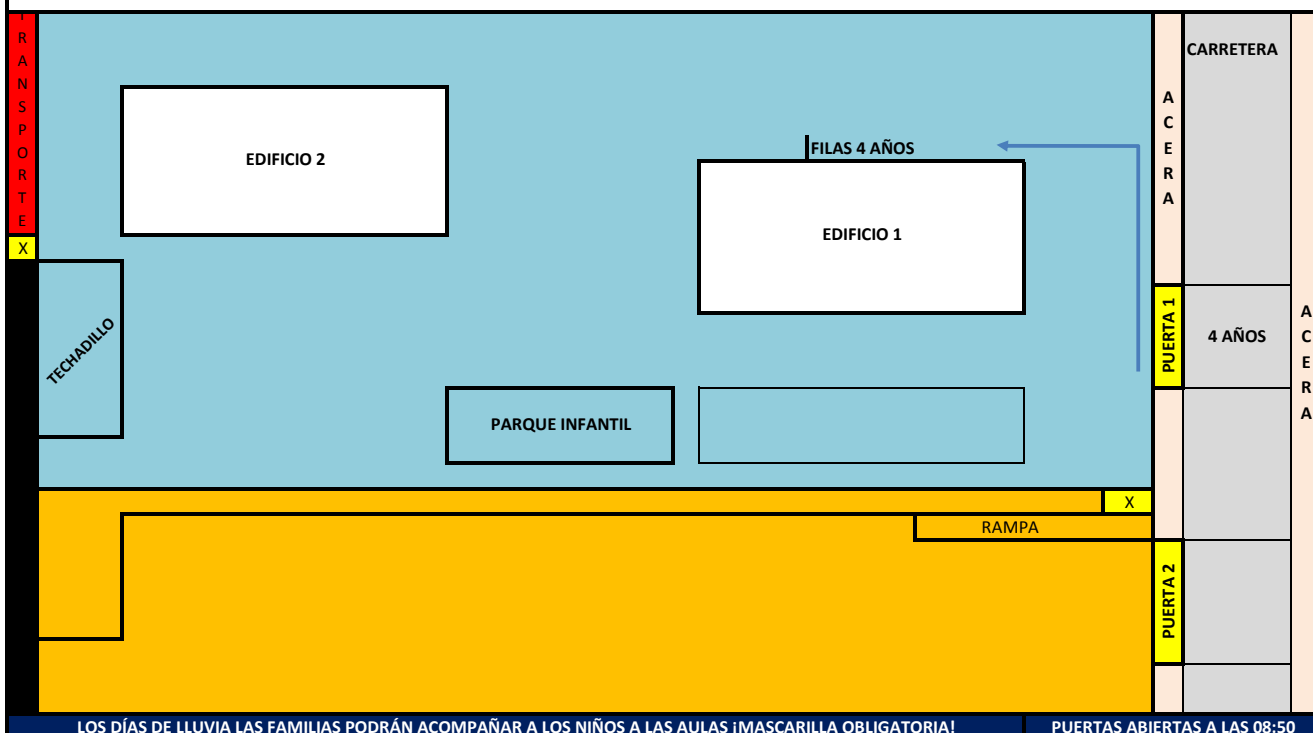 TRANSPORTE
CARRETERA
ACERA
EDIFICIO 2
FILAS 4 AÑOS
EDIFICIO 1
X
TECHADILLO
PUERTA 1
4 AÑOS
ACERA
PARQUE INFANTIL
X
RAMPA
PUERTA 2
LOS DÍAS DE LLUVIA LAS FAMILIAS PODRÁN ACOMPAÑAR A LOS NIÑOS A LAS AULAS ¡MASCARILLA OBLIGATORIA!
PUERTAS ABIERTAS A LAS 08:50